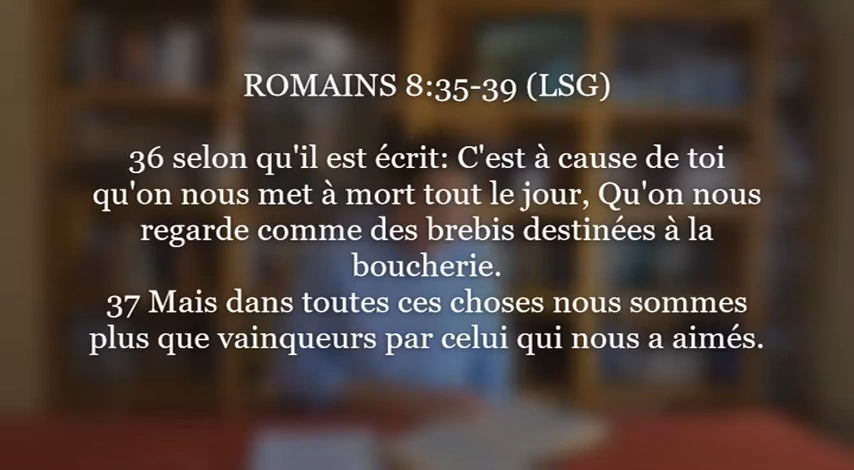 ROMAINS 8:35-39 (LSG)
36 selon qu'il est écrit: C'est à cause de toi
qu'on nous met à mort tout le jour, Qu'on nous
regarde comme des brebis destinées à la
boucherie.
37 Mais dans toutes ces choses nous sommes
plus que vainqueurs par celui qui nous a aimés.